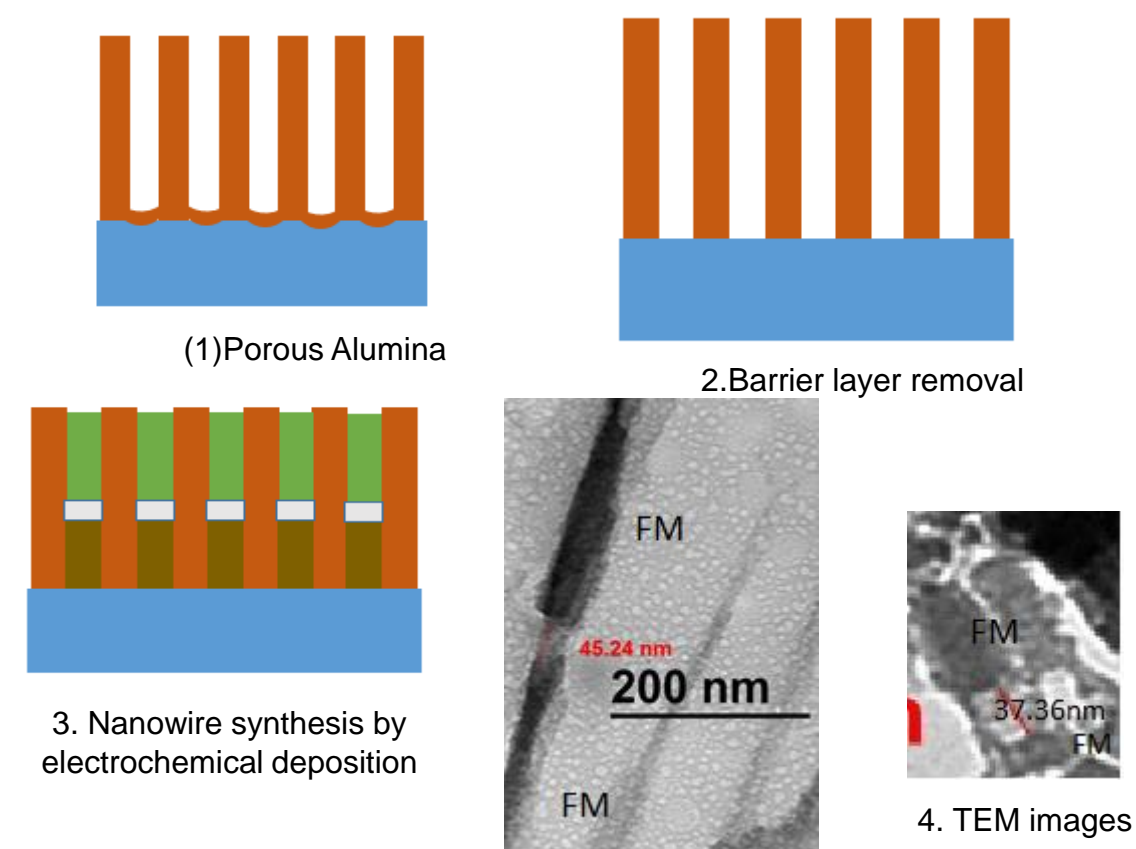 (1)Porous Alumina
2.Barrier layer removal
3. Nanowire synthesis by
electrochemical deposition
FM
45.24 nm
200 nm
FM
FM
37.36nm
FM
4. TEM images